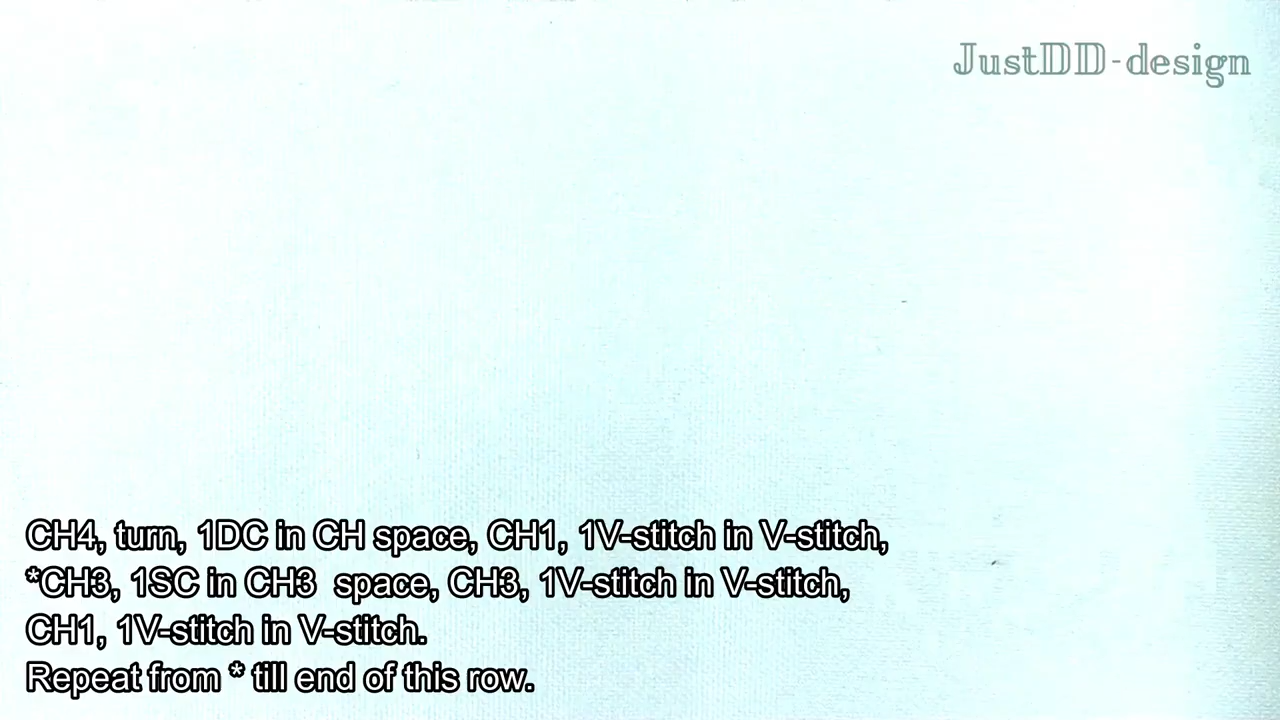 JustDD-design
CH4, turn, 1DC in CH space, CH1, 1V-stitch in V-stitch,
*CH3, 1SC in CH3  space, CH3, 1V-stitch in V-stitch,
CH1, 1V-stitch in V-stitch.
Repeat from * till end of this row.